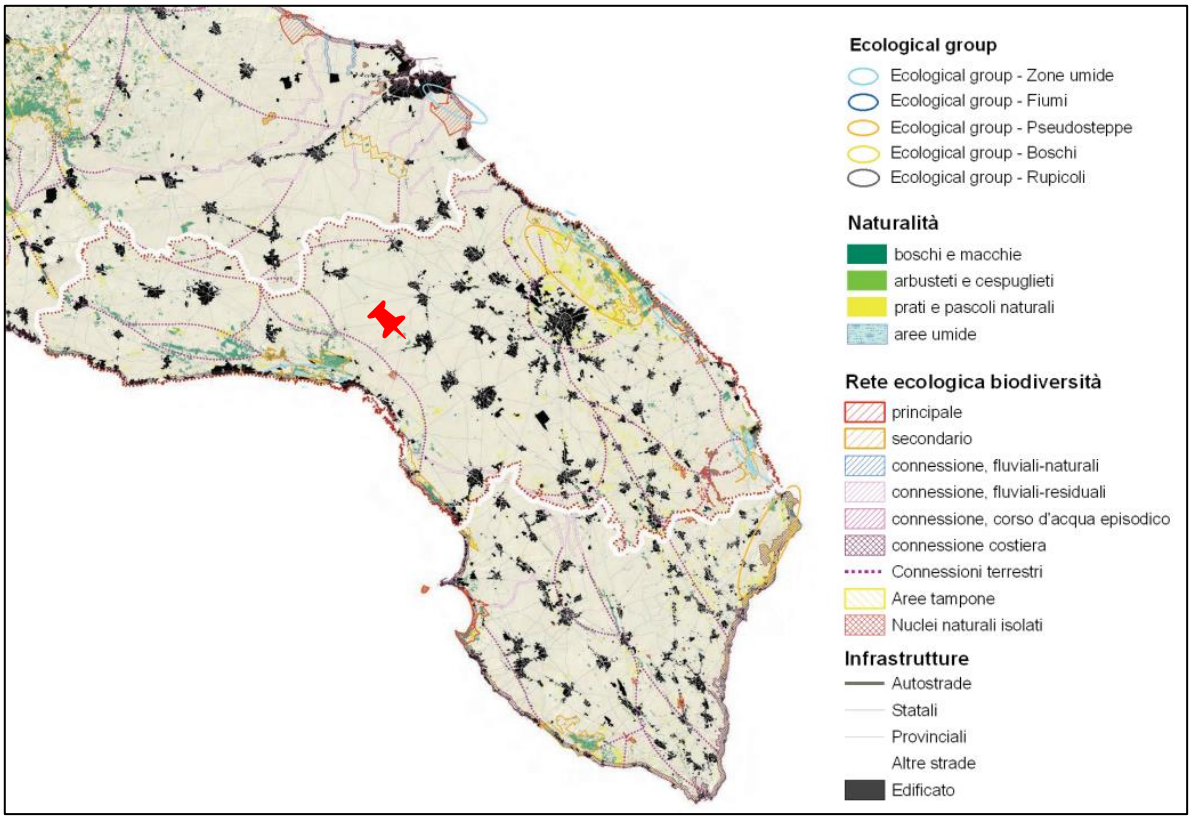 Ecological group
Ecological group - Zone umide
Ecological group - Fiumi
Ecological group - Pseudosteppe
Ecological group - Boschi
Ecological group - Rupicoli
Naturalità
boschi e macchie
arbusteti e cespuglieti
prati e pascoli naturali
aree umide
Rete ecologica biodiversità
principale
secondario
connessione, fluviali-naturali
connessione, fluviali-residuali
connessione, corso d'acqua episodico
connessione costiera
Connessioni terrestri
Aree tampone
Nuclei naturali isolati
Infrastrutture
Autostrade
Statali
Provinciali
Altre strade
Edificato